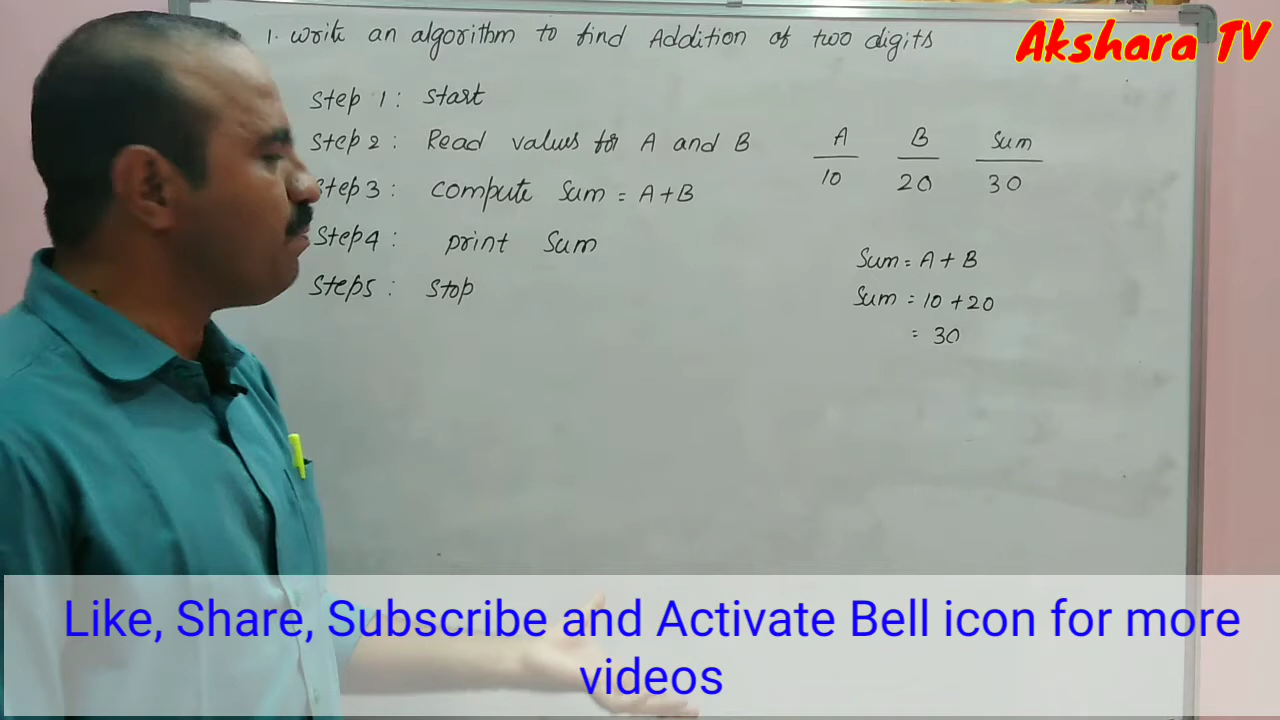 1. Write an algorithm to find Addition of two digits
Akshara TV
Step 1: Start
Step 2: Read values for A and B
Step 3: compute Sum = A+B
Step 4: print Sum
Step 5: Stop
A B Sum
10 20 30
Sum = A + B
Sum = 10 + 20
= 30
Like, Share, Subscribe and Activate Bell icon for more
videos